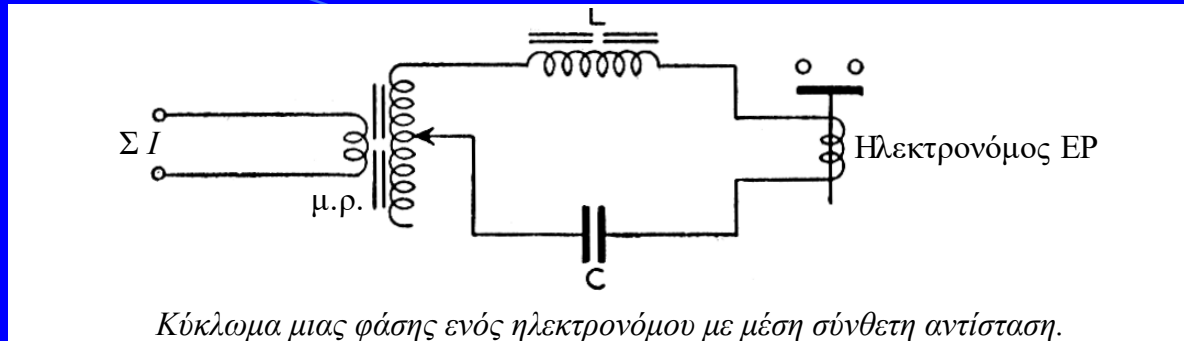 L
Σ I
Ηλεκτρονόμος ΕΡ
μ.ρ.
C
Κύκλωμα μιας φάσης ενός ηλεκτρονόμου με μέση σύνθετη αντίσταση.